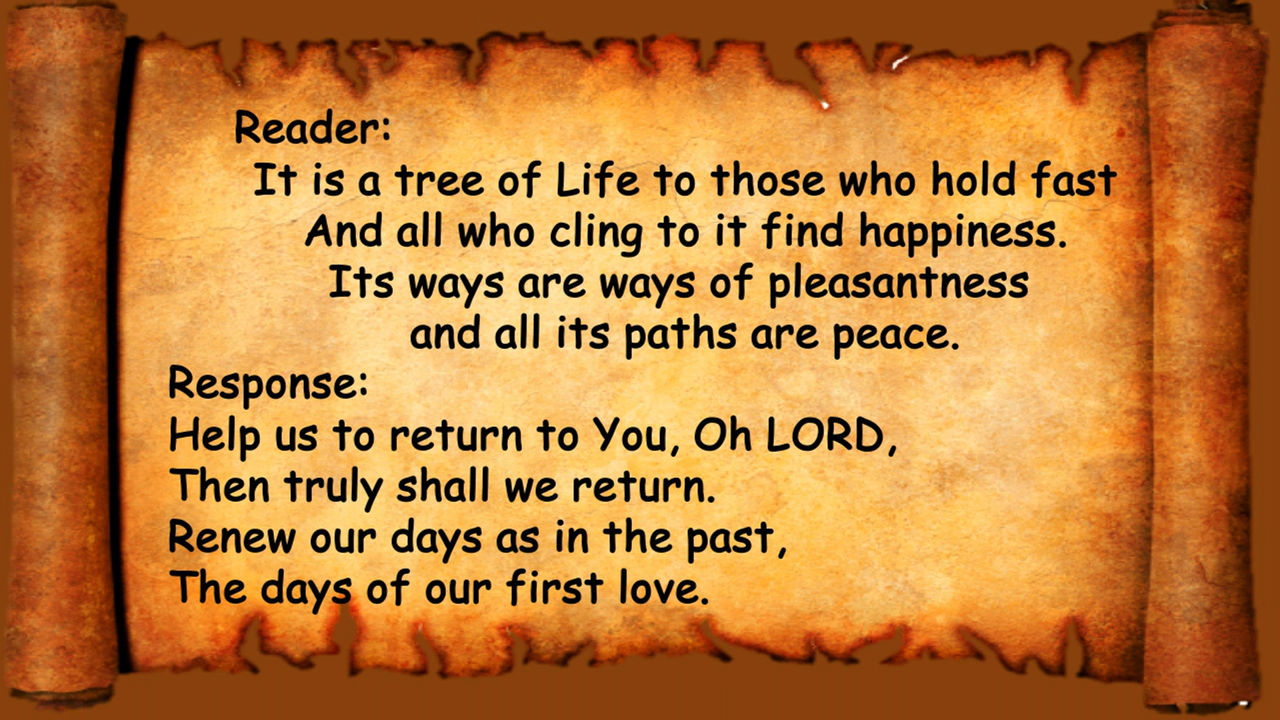 Reader:
It is a tree of Life to those who hold fast
And all who cling to it find happiness.
Its ways are ways of pleasantness
and all its paths are peace.
Response:
Help us to return to You, Oh LORD,
Then truly shall we return.
Renew our days as in the past,
The days of our first love.